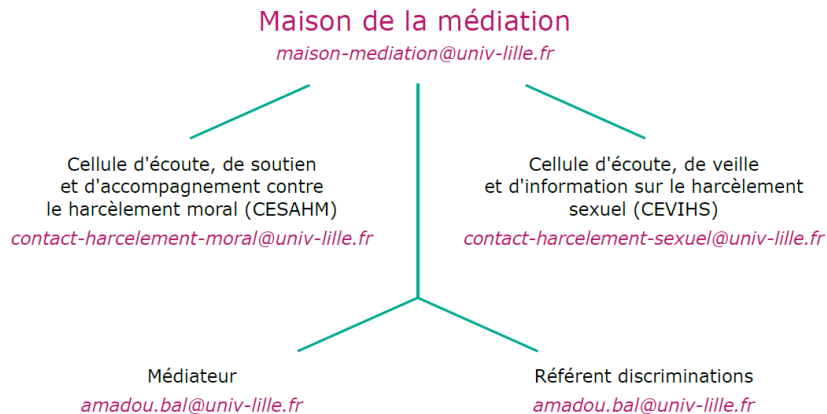 Maison de la médiation
maison-mediation@univ-lille.fr
Cellule d'écoute, de soutien
et d'accompagnement contre
le harcèlement moral (CESAHM)
contact-harcelement-moral@univ-lille.fr
Cellule d'écoute, de veille
et d'information sur le harcèlement
sexuel (CEVIHS)
contact-harcelement-sexuel@univ-lille.fr
Médiateur
amadou.bal@univ-lille.fr
Référent discriminations
amadou.bal@univ-lille.fr